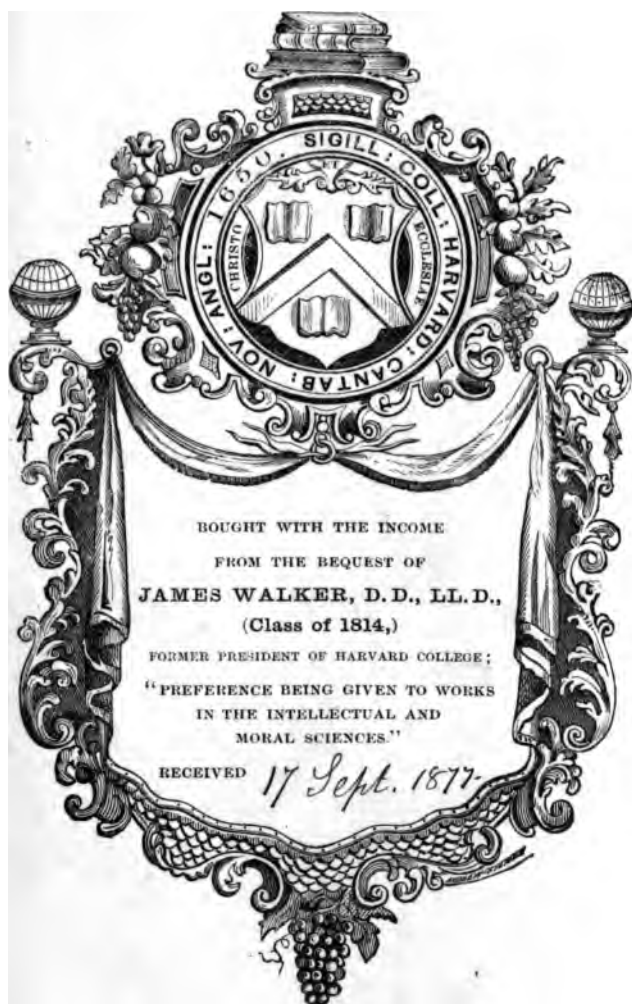 SIGILL: COLL: HARVARD: CANTAB: NOV: ANGL: 1650.
ET
CHRISTO
ECCLESIAE
BOUGHT WITH THE INCOME
FROM THE BEQUEST OF
JAMES WALKER, D.D., LL.D.,
(Class of 1814,)
FORMER PRESIDENT OF HARVARD COLLEGE;
"PREFERENCE BEING GIVEN TO WORKS
IN THE INTELLECTUAL AND
MORAL SCIENCES."
RECEIVED 17 Sept. 1877.